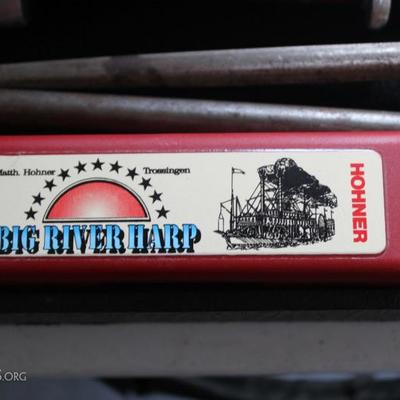 Matth. Hohner Trossingen
BIG RIVER HARP
HOHNER